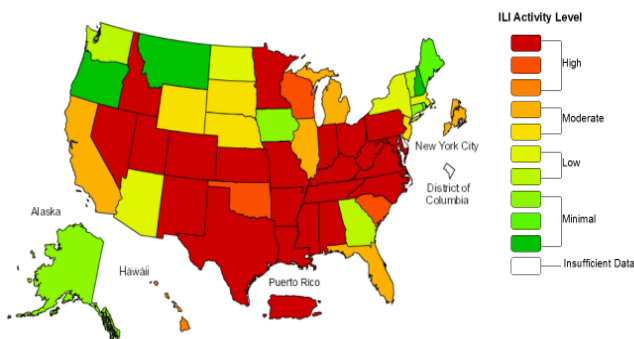 ILI Activity Level
High
Moderate
Low
Minimal
Insufficient Data
New York City
District of
Columbia
Alaska
Hawaii
Puerto Rico